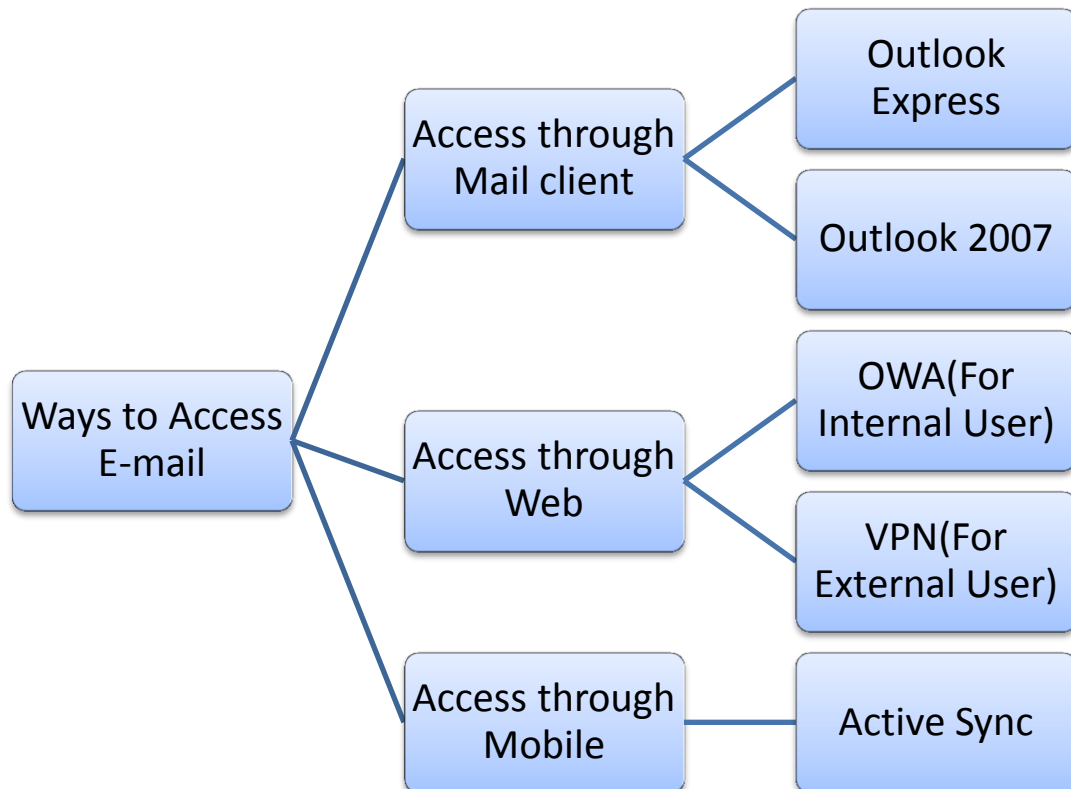 Ways to Access
E-mail
Access through
Mail client
Outlook
Express
Outlook 2007
Access through
Web
OWA(For
Internal User)
VPN(For
External User)
Access through
Mobile
Active Sync